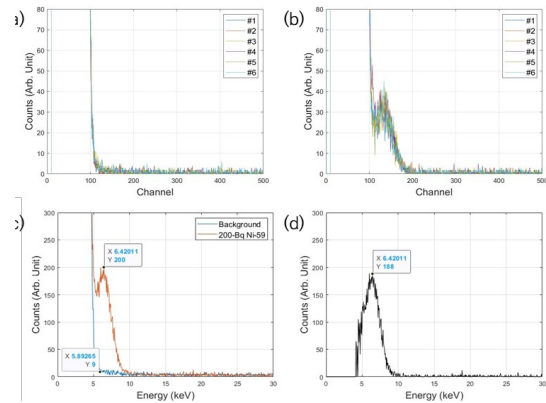 a)
80
70
60
50
40
30
20
10
0
Counts (Arb. Unit)
0 100 200 300 400 500
Channel
#1
#2
#3
#4
#5
#6
b)
80
70
60
50
40
30
20
10
0
Counts (Arb. Unit)
0 100 200 300 400 500
Channel
#1
#2
#3
#4
#5
#6
c)
300
250
200
150
100
50
0
Counts (Arb. Unit)
0 5 10 15 20 25 30
Energy (keV)
Background
200-Bq Ni-59
X 6.42011
Y 200
X 5.89265
Y 9
(d)
300
250
200
150
100
50
0
Counts (Arb. Unit)
0 5 10 15 20 25 30
Energy (keV)
X 6.42011
Y 188